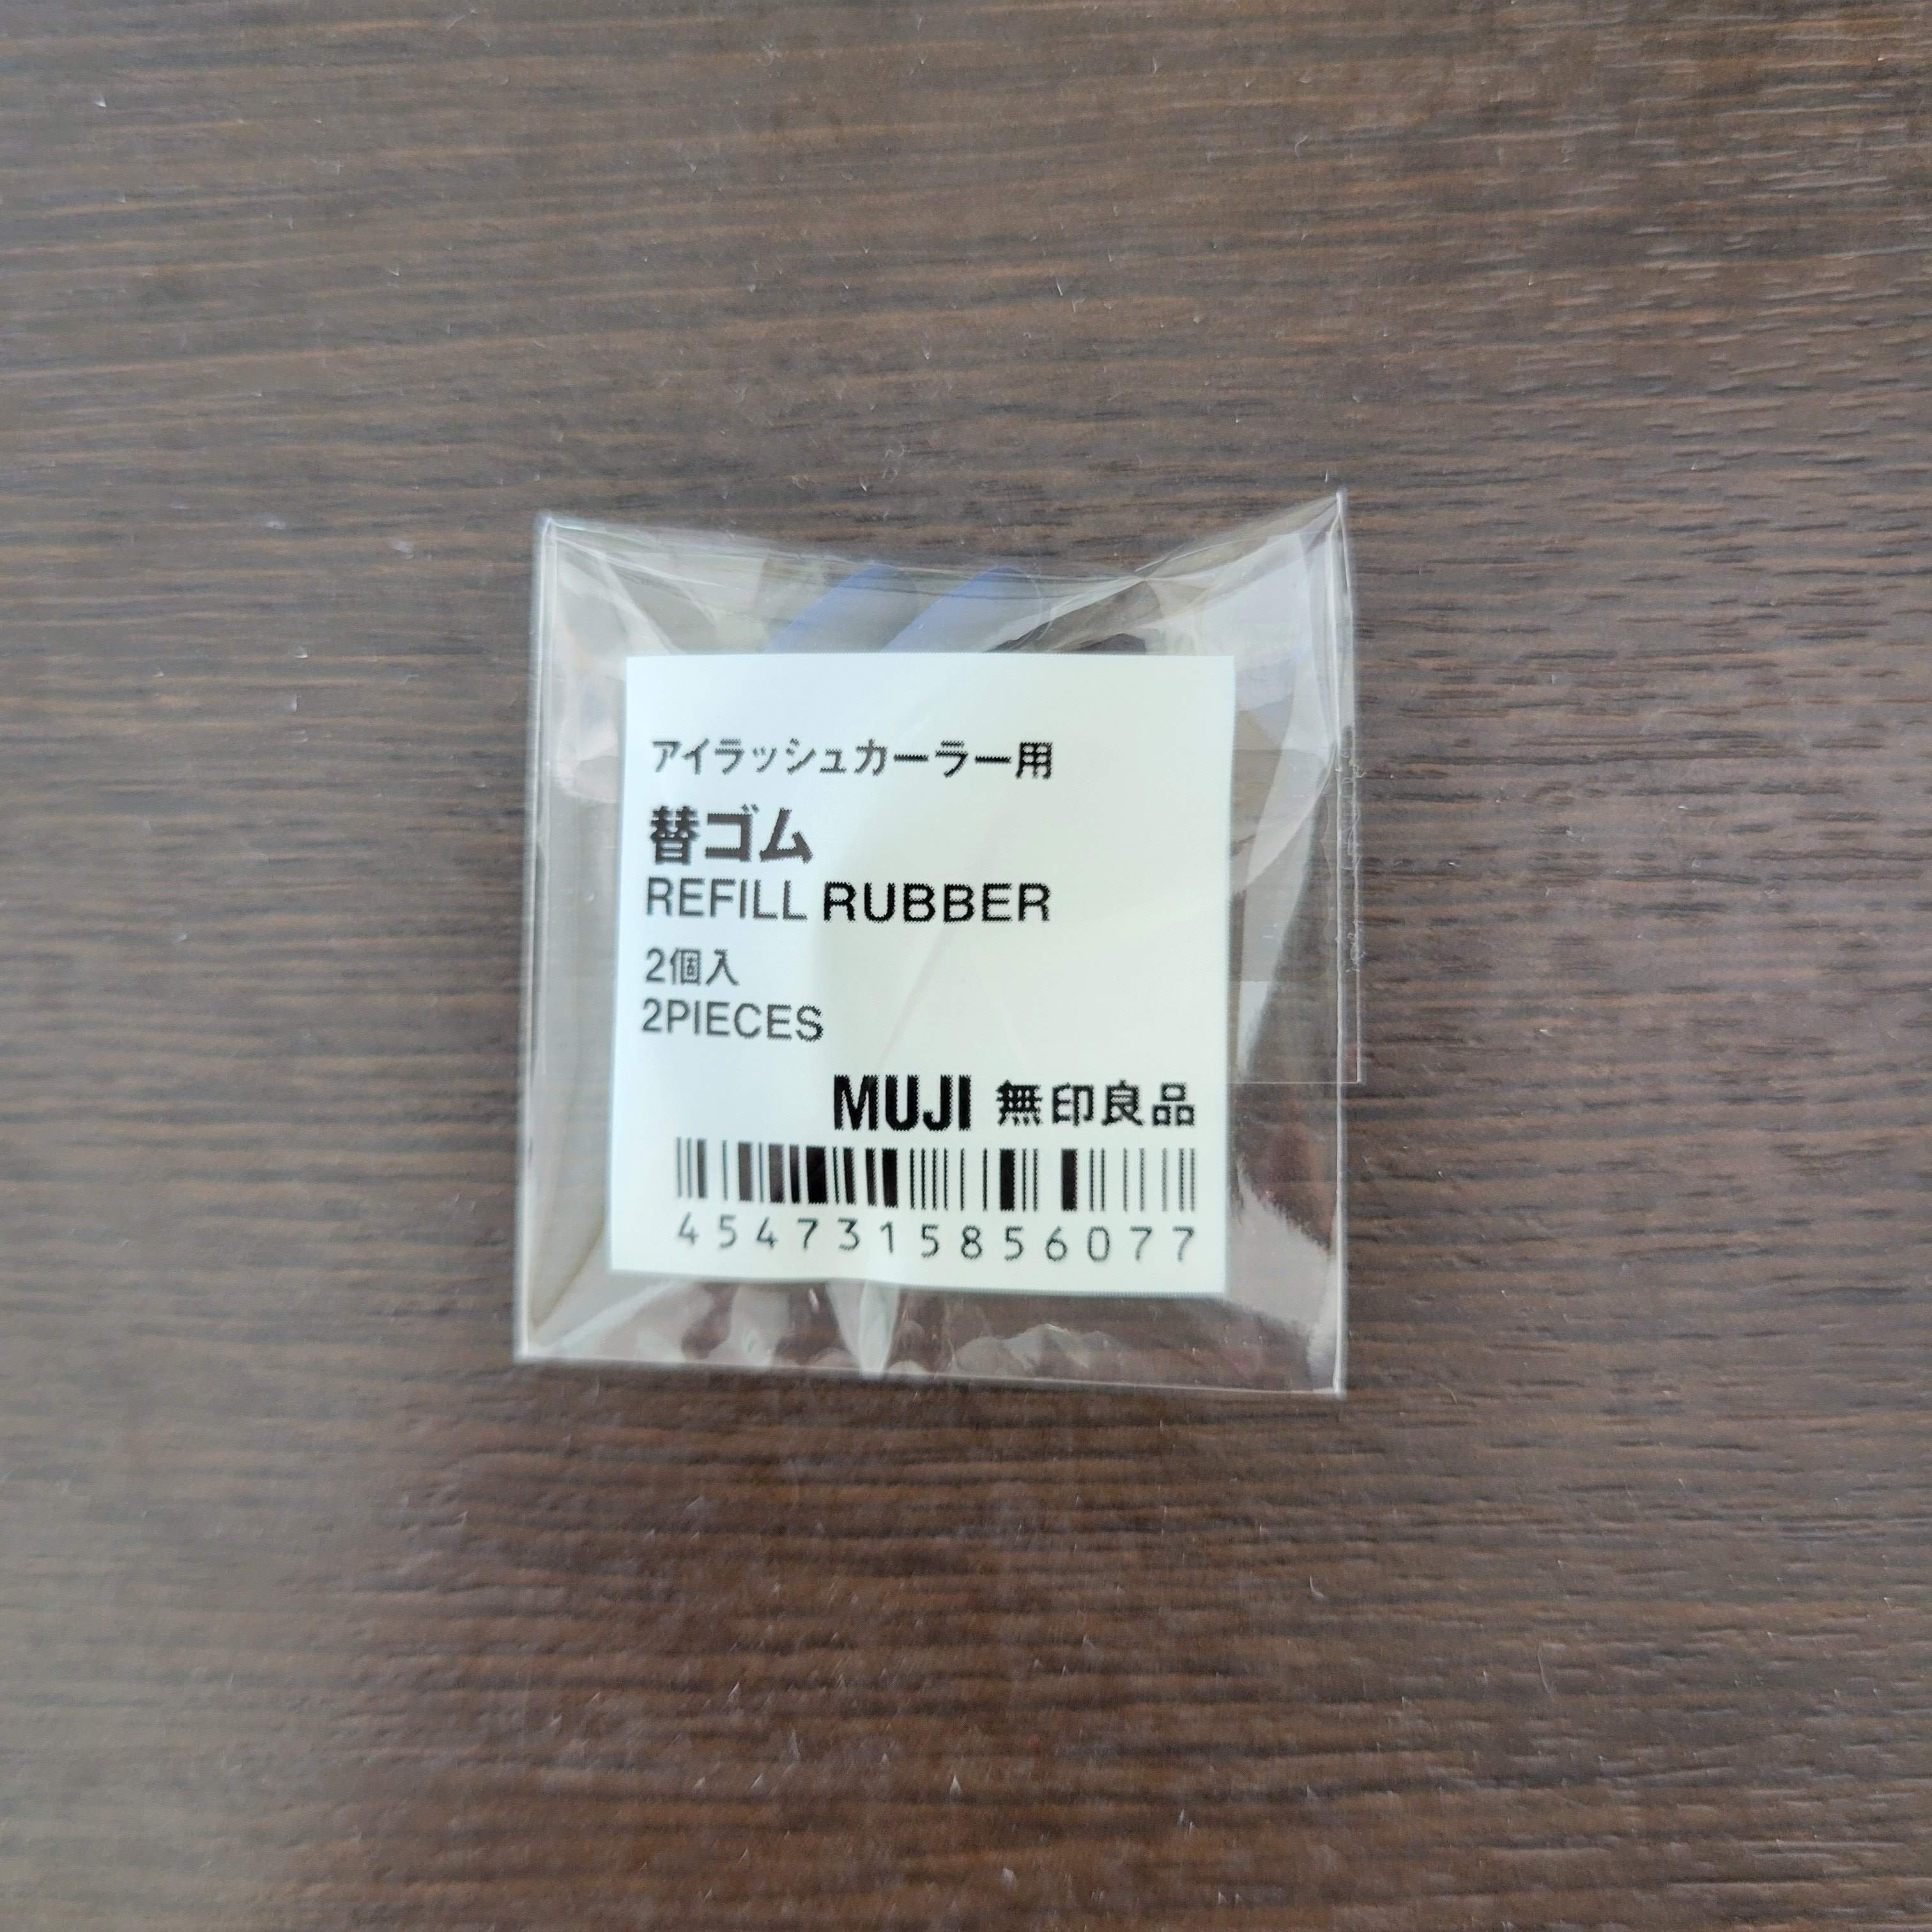 アイラッシュカーラー用
替ゴム
REFILL RUBBER
2個入
2PIECES
MUJI 無印良品
4547315856077